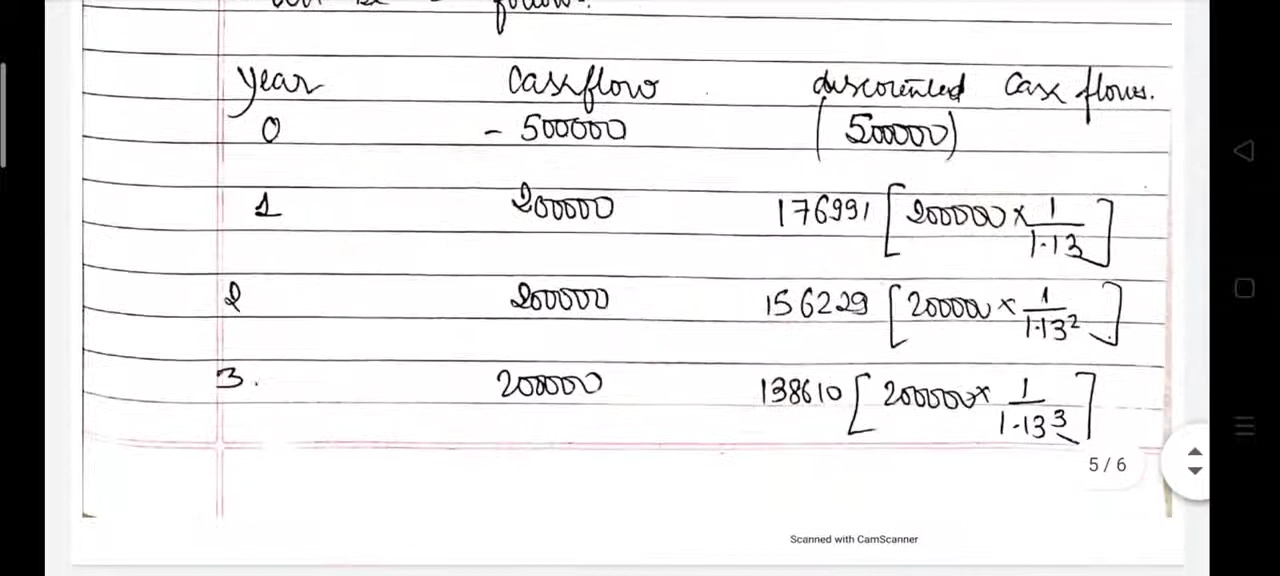 year cashflow discounted Case flows.
0 - 500000 (500000)
1 200000 176991 [200000 × 1/1.13]
2 200000 156229 [200000 × 1/1.13²]
3. 200000 138610 [200000 × 1/1.13³]
5 / 6
Scanned with CamScanner